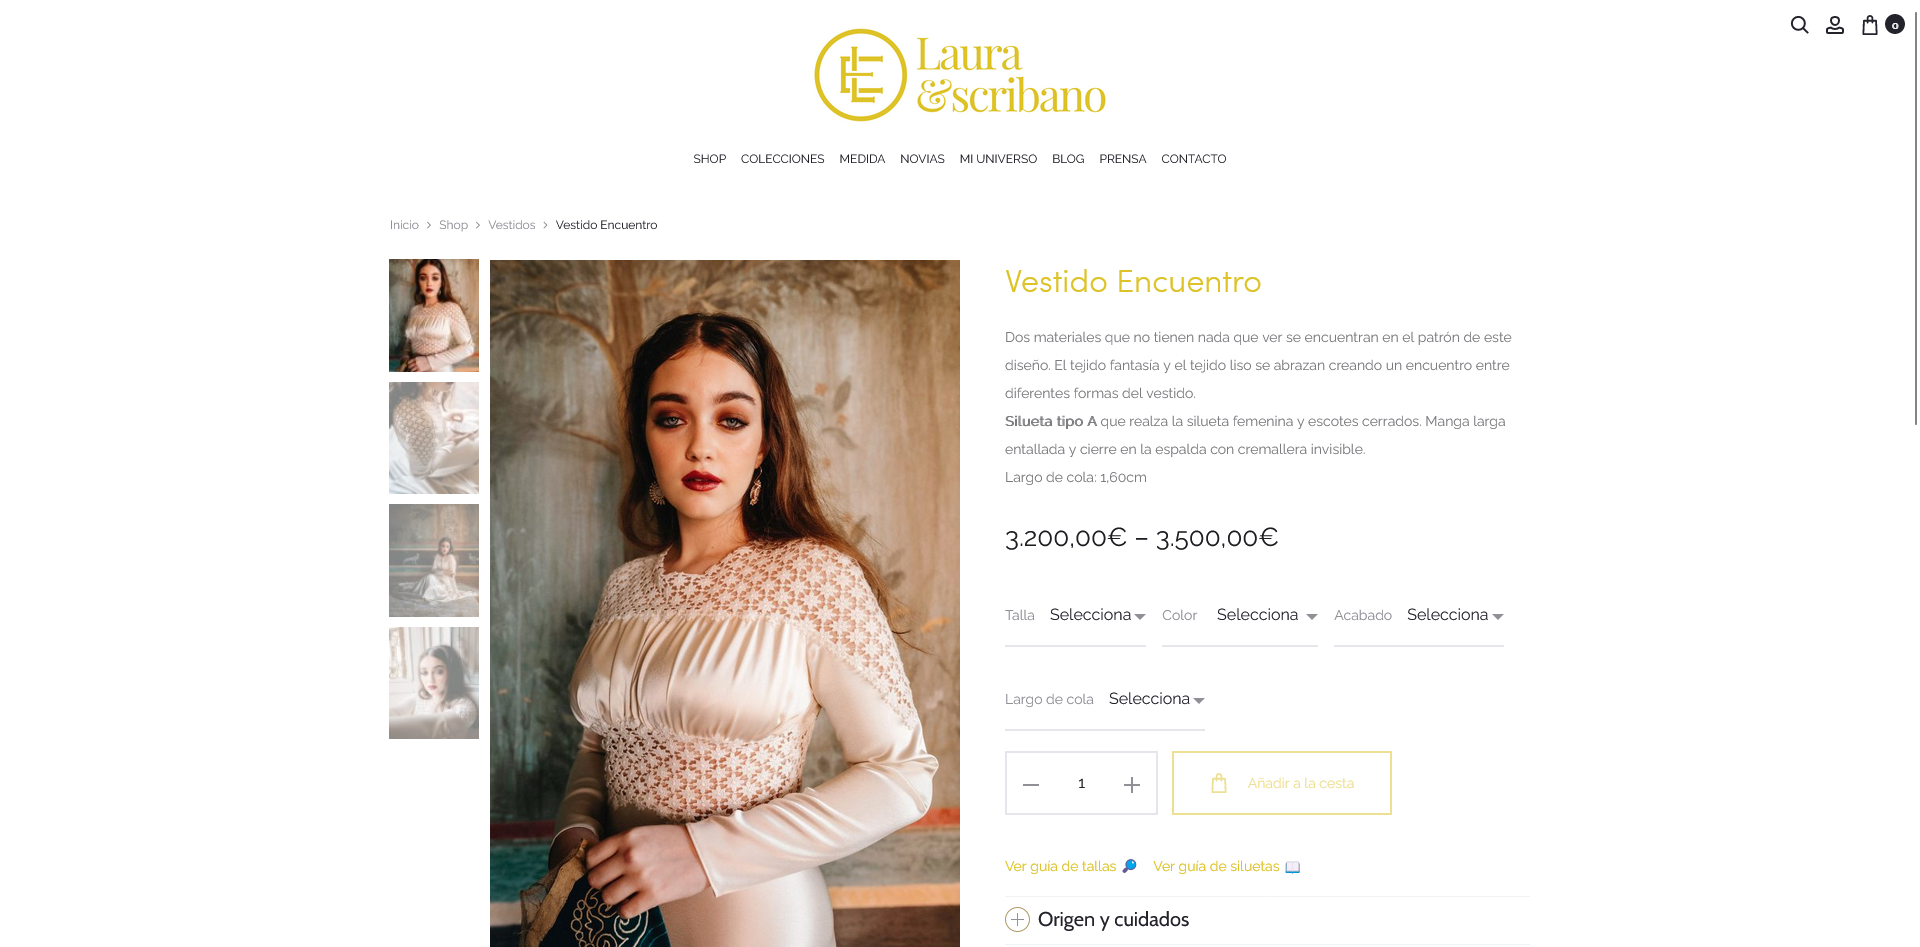 0
Laura
&scribano
SHOP COLECCIONES MEDIDA NOVIAS MI UNIVERSO BLOG PRENSA CONTACTO
Inicio > Shop > Vestidos > Vestido Encuentro
Vestido Encuentro
Dos materiales que no tienen nada que ver se encuentran en el patrón de este
diseño. El tejido fantasía y el tejido liso se abrazan creando un encuentro entre
diferentes formas del vestido.
Silueta tipo A que realza la silueta femenina y escotes cerrados. Manga larga
entallada y cierre en la espalda con cremallera invisible.
Largo de cola: 1,60cm
3.200,00€ – 3.500,00€
Talla Selecciona Color Selecciona Acabado Selecciona
Largo de cola Selecciona
1 Añadir a la cesta
Ver guía de tallas Ver guía de siluetas
Origen y cuidados